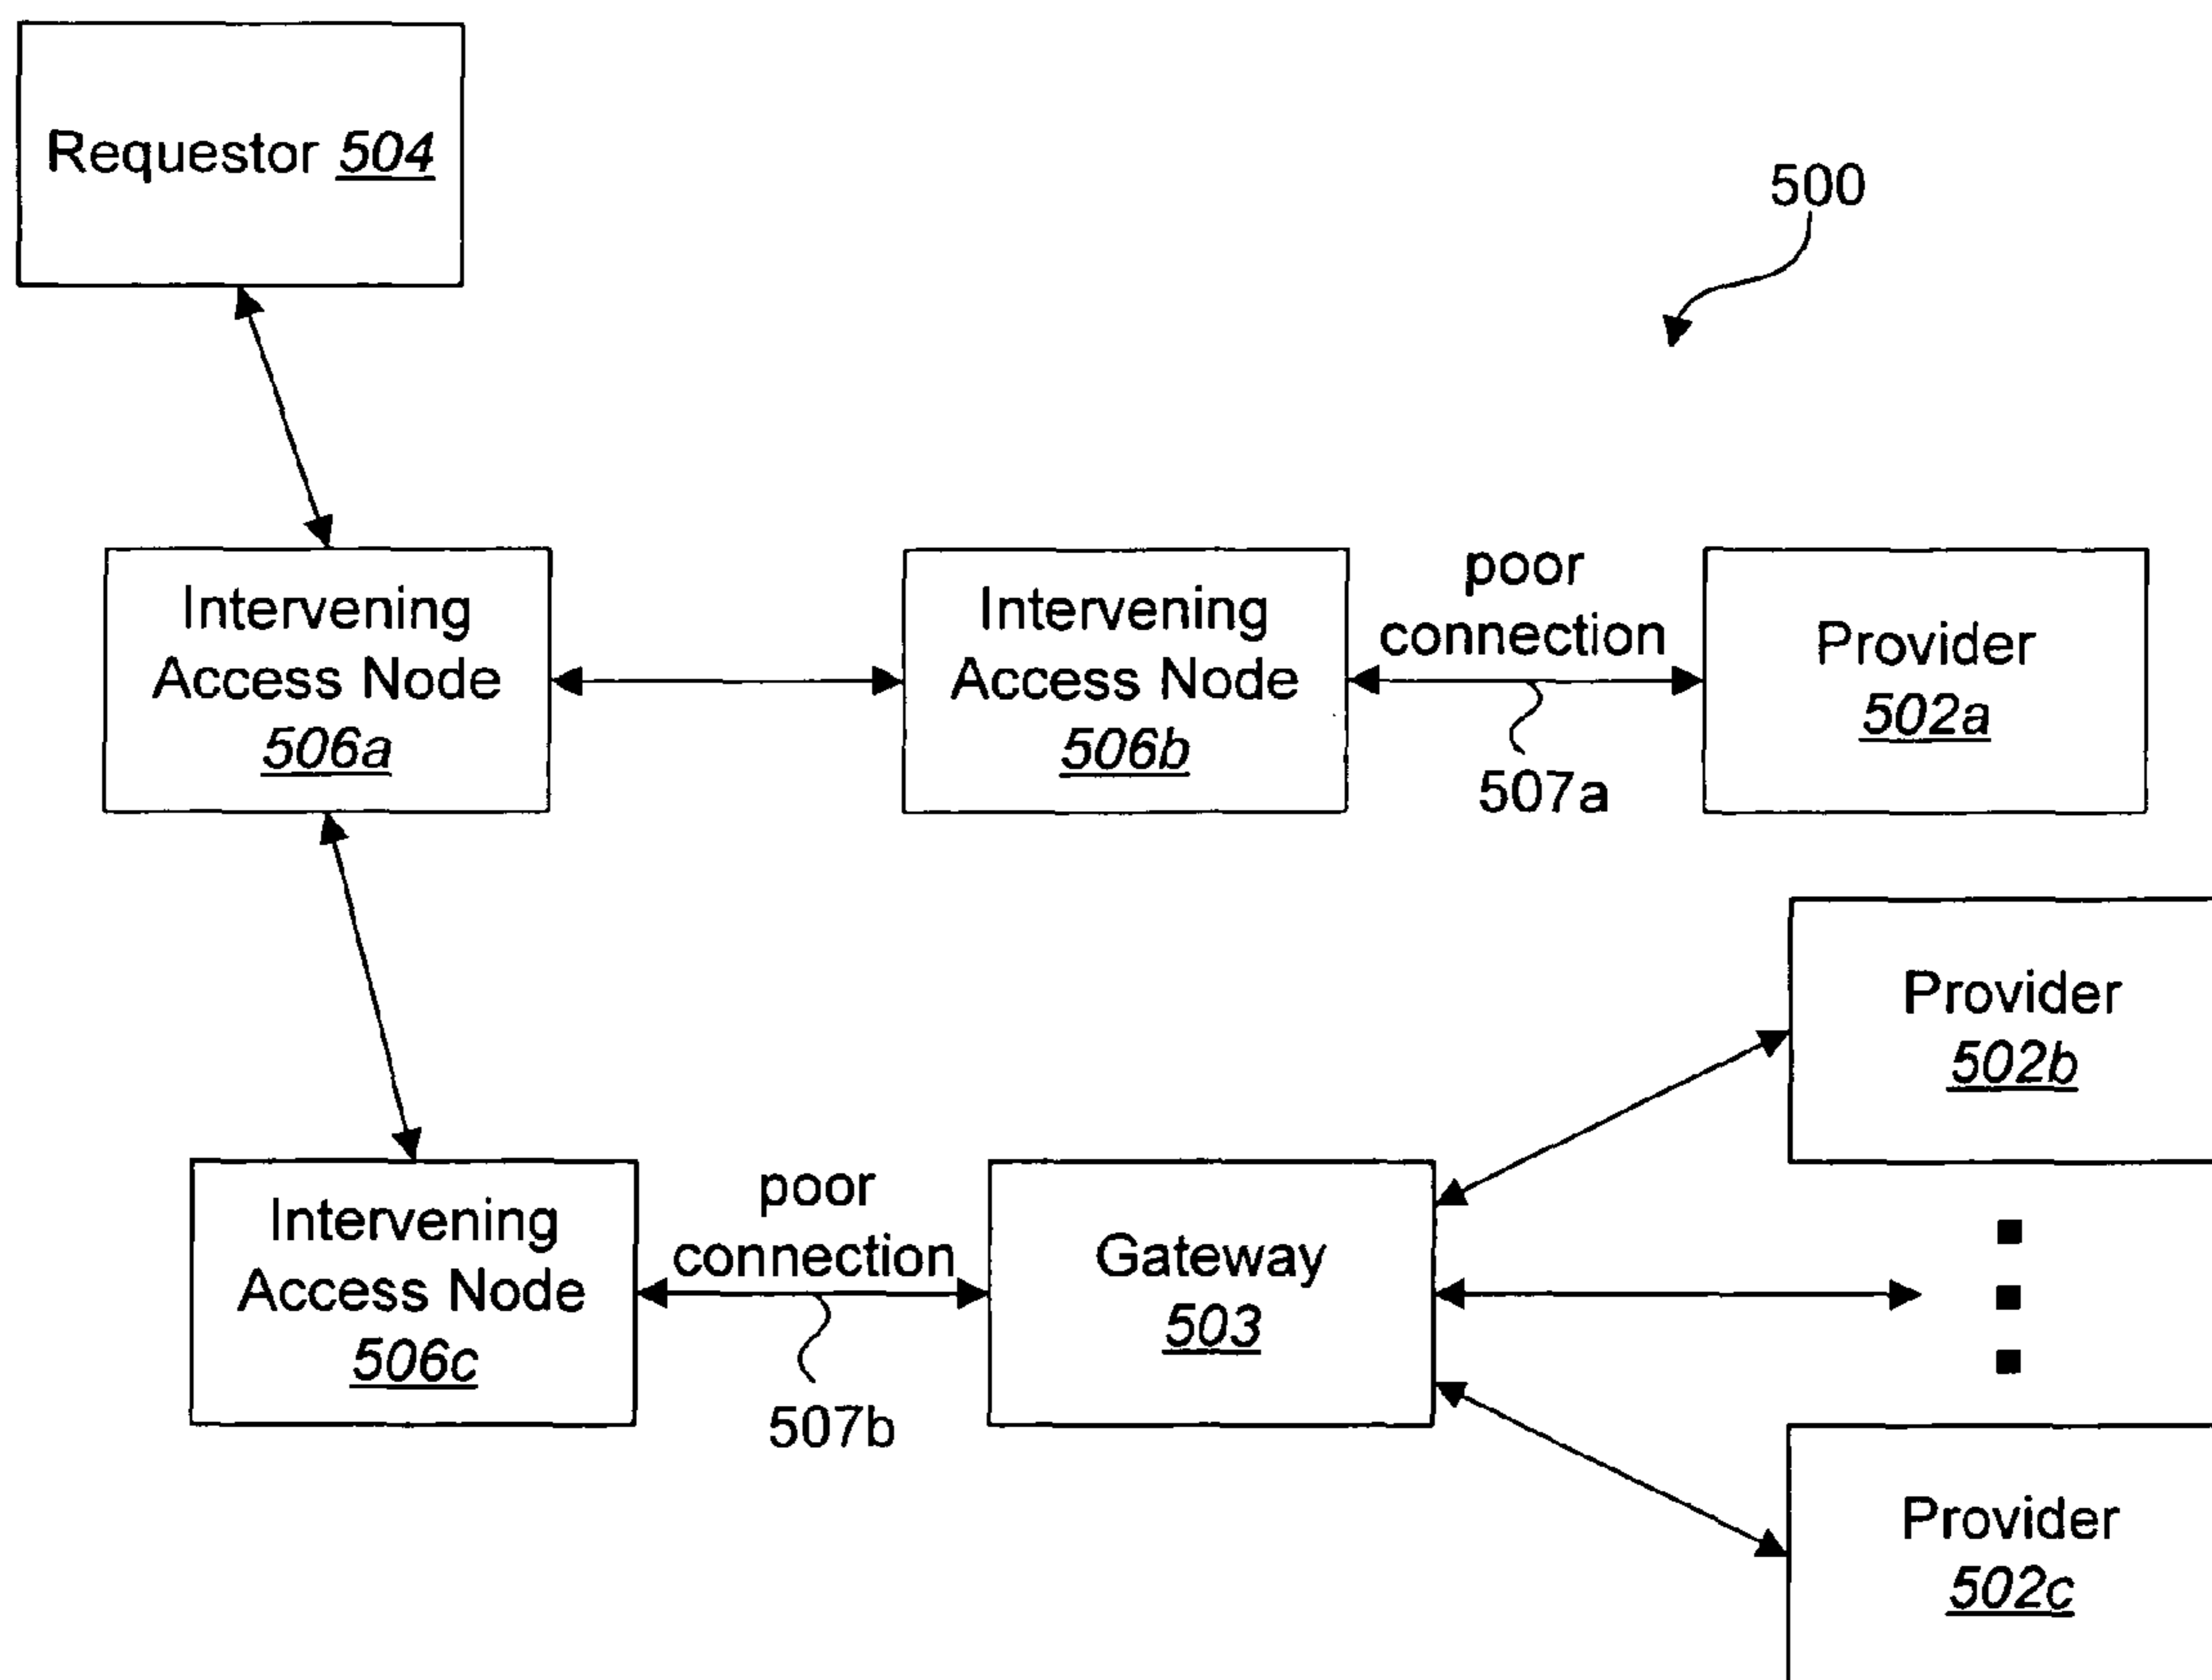 Requestor 504
500
Intervening
Access Node
506a
Intervening
Access Node
506b
poor
connection
507a
Provider
502a
Provider
502b
Intervening
Access Node
506c
poor
connection
507b
Gateway
503
Provider
502c